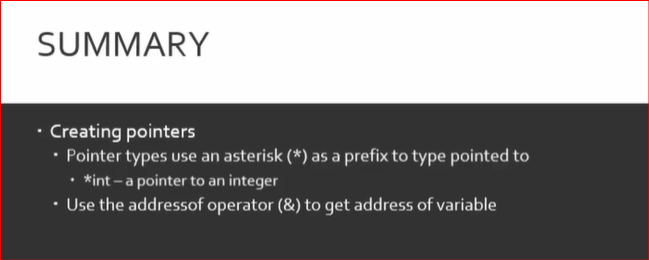 SUMMARY
• Creating pointers
• Pointer types use an asterisk (*) as a prefix to type pointed to
• *int – a pointer to an integer
• Use the addressof operator (&) to get address of variable